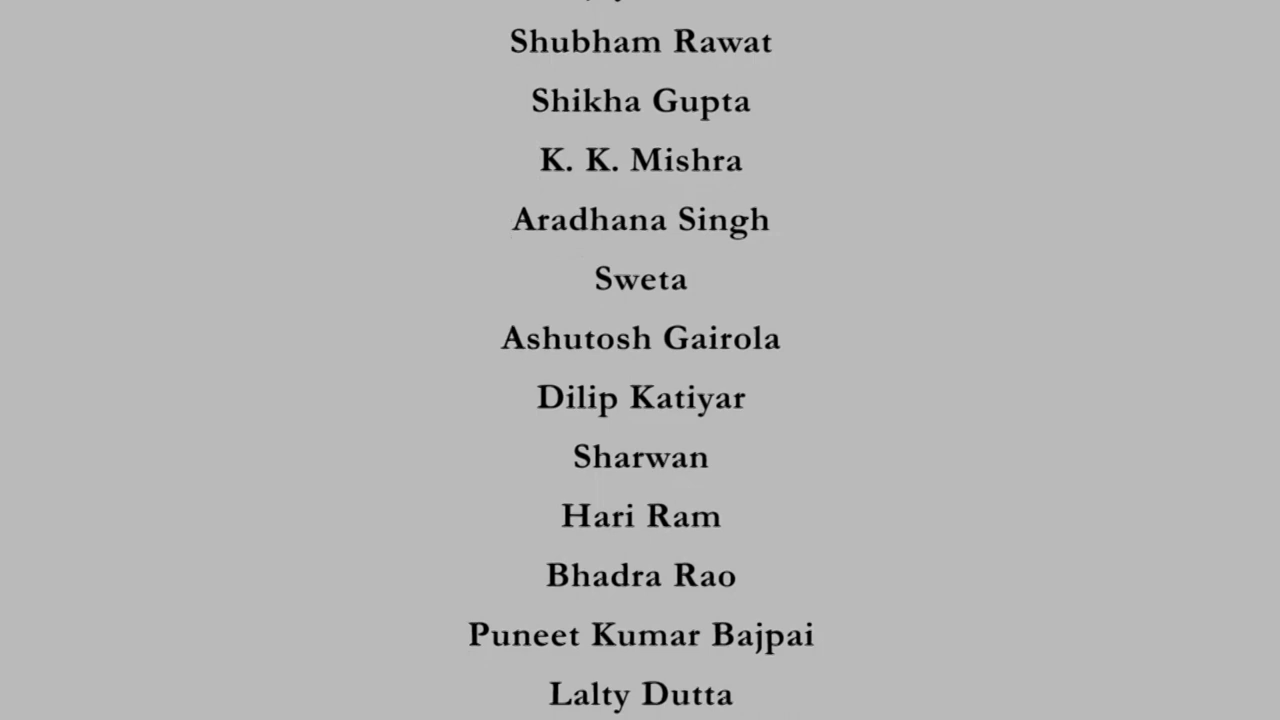 Shubham Rawat
Shikha Gupta
K. K. Mishra
Aradhana Singh
Sweta
Ashutosh Gairola
Dilip Katiyar
Sharwan
Hari Ram
Bhadra Rao
Puneet Kumar Bajpai
Lalty Dutta